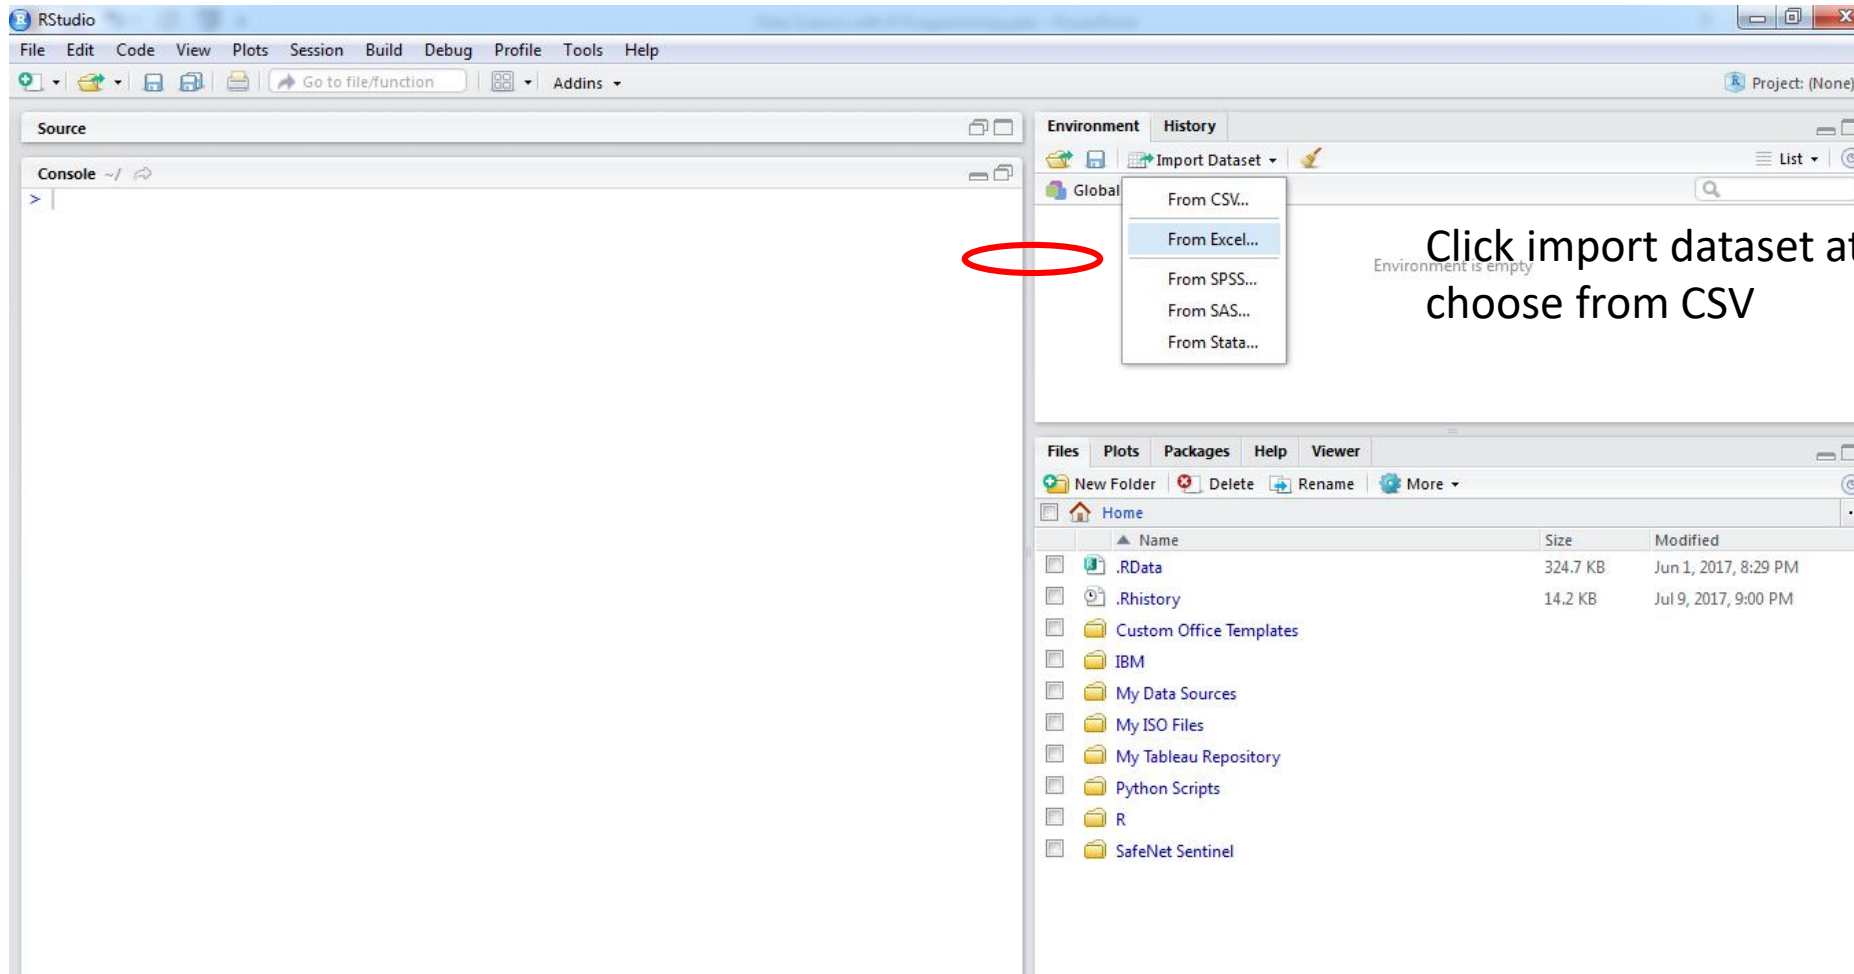 RStudio
File Edit Code View Plots Session Build Debug Profile Tools Help
Go to file/function Addins Project: (None)
Source
Console ~/
>
Environment History
Import Dataset List
Global
From CSV...
From Excel...
From SPSS...
From SAS...
From Stata...
Environment is empty
Click import dataset at
choose from CSV
Files Plots Packages Help Viewer
New Folder Delete Rename More
Home
Name Size Modified
.RData 324.7 KB Jun 1, 2017, 8:29 PM
.Rhistory 14.2 KB Jul 9, 2017, 9:00 PM
Custom Office Templates
IBM
My Data Sources
My ISO Files
My Tableau Repository
Python Scripts
R
SafeNet Sentinel